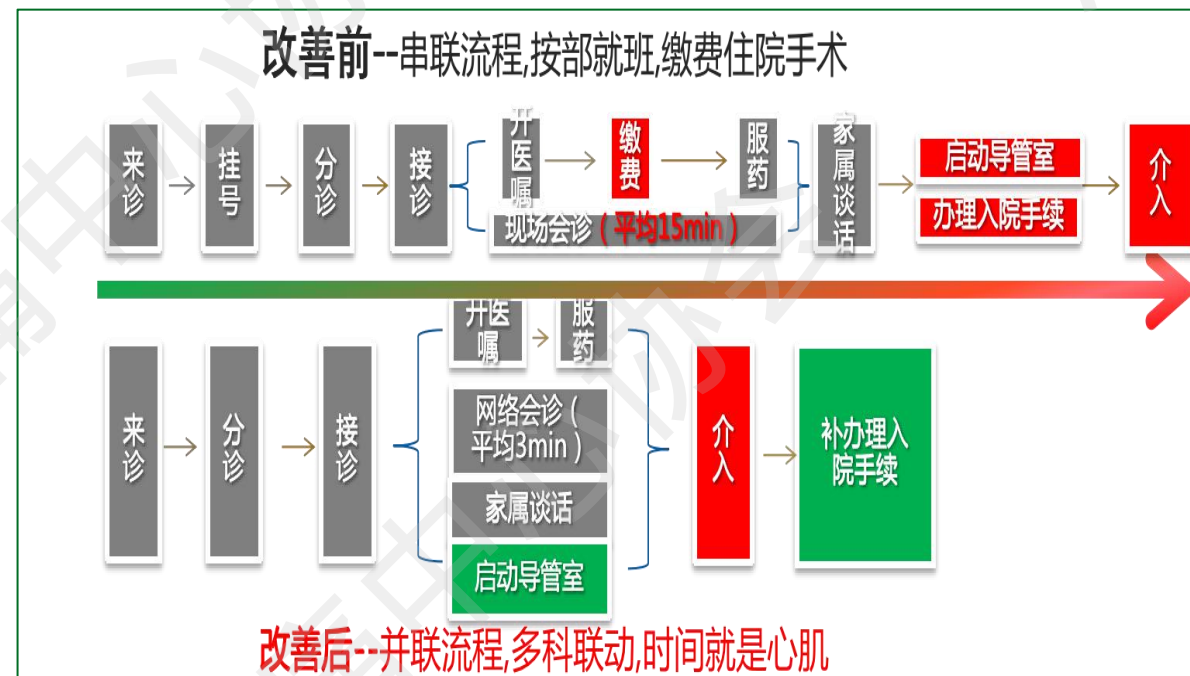 改善前--串联流程,按部就班,缴费住院手术
来诊
挂号
分诊
接诊
开医嘱
缴费
服药
现场会诊（平均15min）
家属谈话
启动导管室
办理入院手续
介入
来诊
分诊
接诊
开医
嘱
服
药
网络会诊（
平均3min）
家属谈话
启动导管室
介入
补办理入
院手续
改善后--并联流程,多科联动,时间就是心肌
中心协会